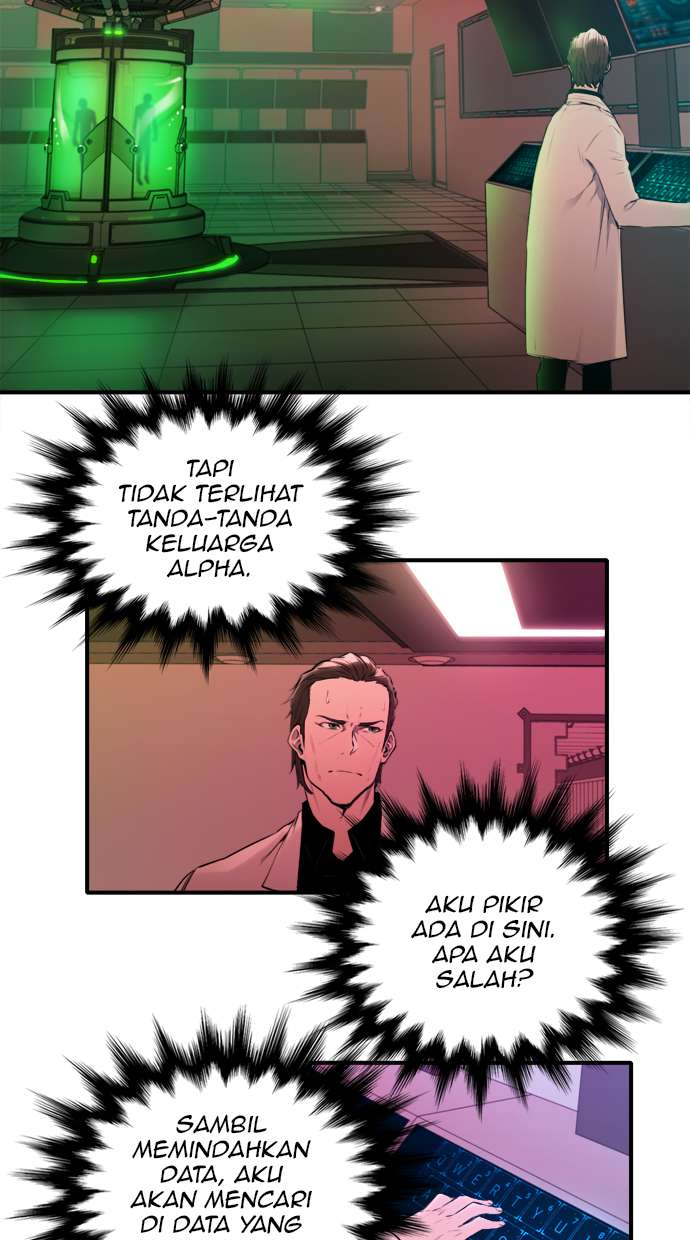 TAPI
TIDAK TERLIHAT
TANDA-TANDA
KELUARGA
ALPHA.
AKU PIKIR
ADA DI SINI.
APA AKU
SALAH?
SAMBIL
MEMINDAHKAN
DATA, AKU
AKAN MENCARI
DI DATA YANG